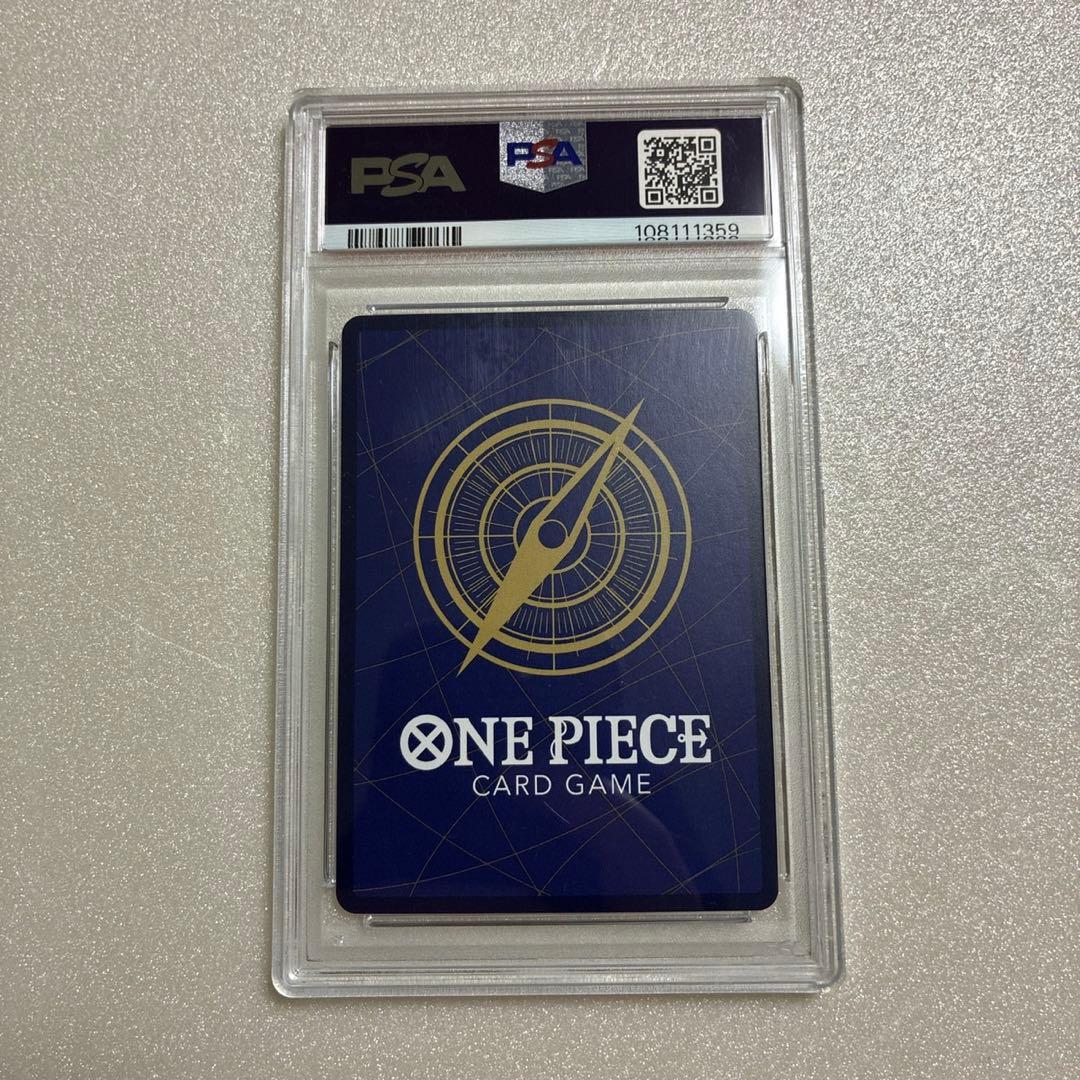 PSA
PSA
108111359
ONE PIECE
CARD GAME